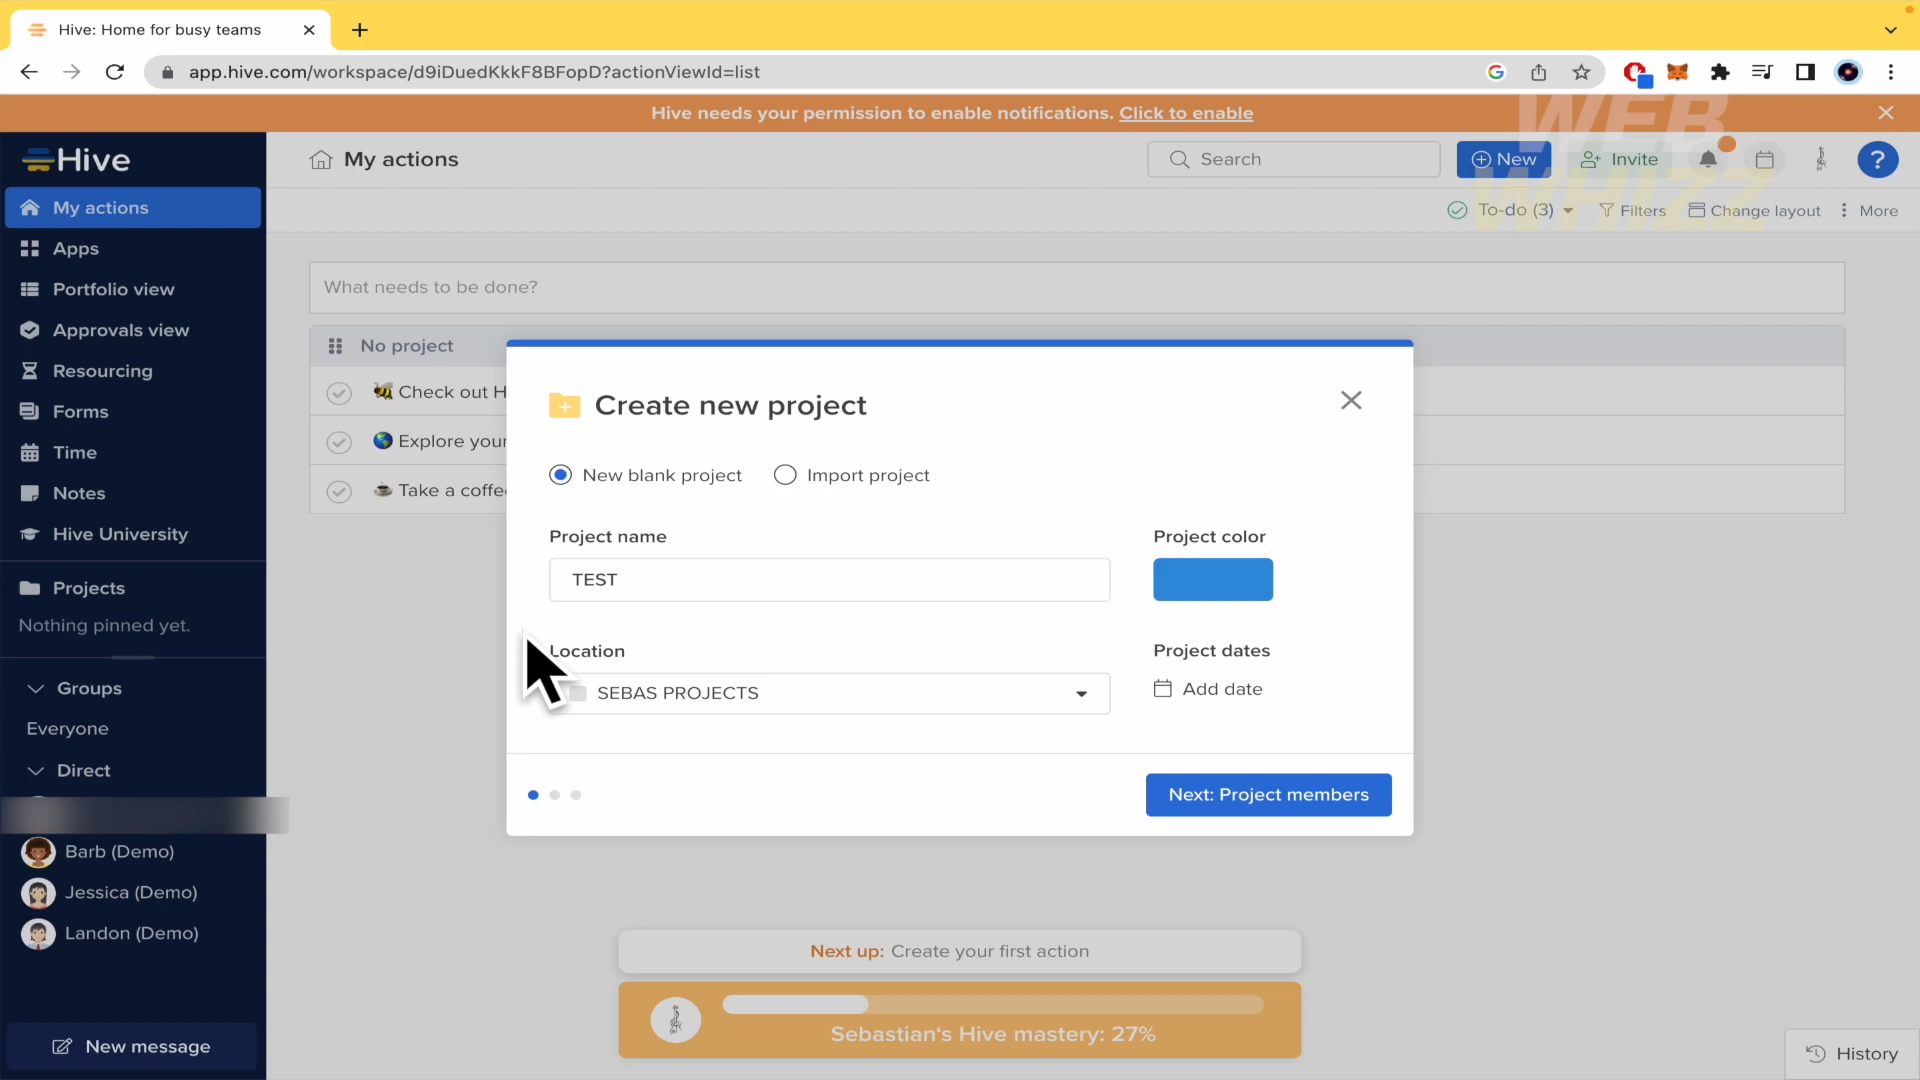 Hive: Home for busy teams
app.hive.com/workspace/d9iDuedKkkF8BFopD?actionViewId=list
Hive needs your permission to enable notifications. Click to enable
WEB
WHIZZ
Hive
My actions
Search
New
Invite
?
My actions
Apps
Portfolio view
Approvals view
Resourcing
Forms
Time
Notes
Hive University
Projects
Nothing pinned yet.
Groups
Everyone
Direct
Barb (Demo)
Jessica (Demo)
Landon (Demo)
New message
To-do (3)
Filters
Change layout
More
What needs to be done?
No project
Check out H
Explore your
Take a coffe
Create new project
New blank project
Import project
Project name
Project color
TEST
Location
Project dates
SEBAS PROJECTS
Add date
Next: Project members
Next up: Create your first action
Sebastian's Hive mastery: 27%
History